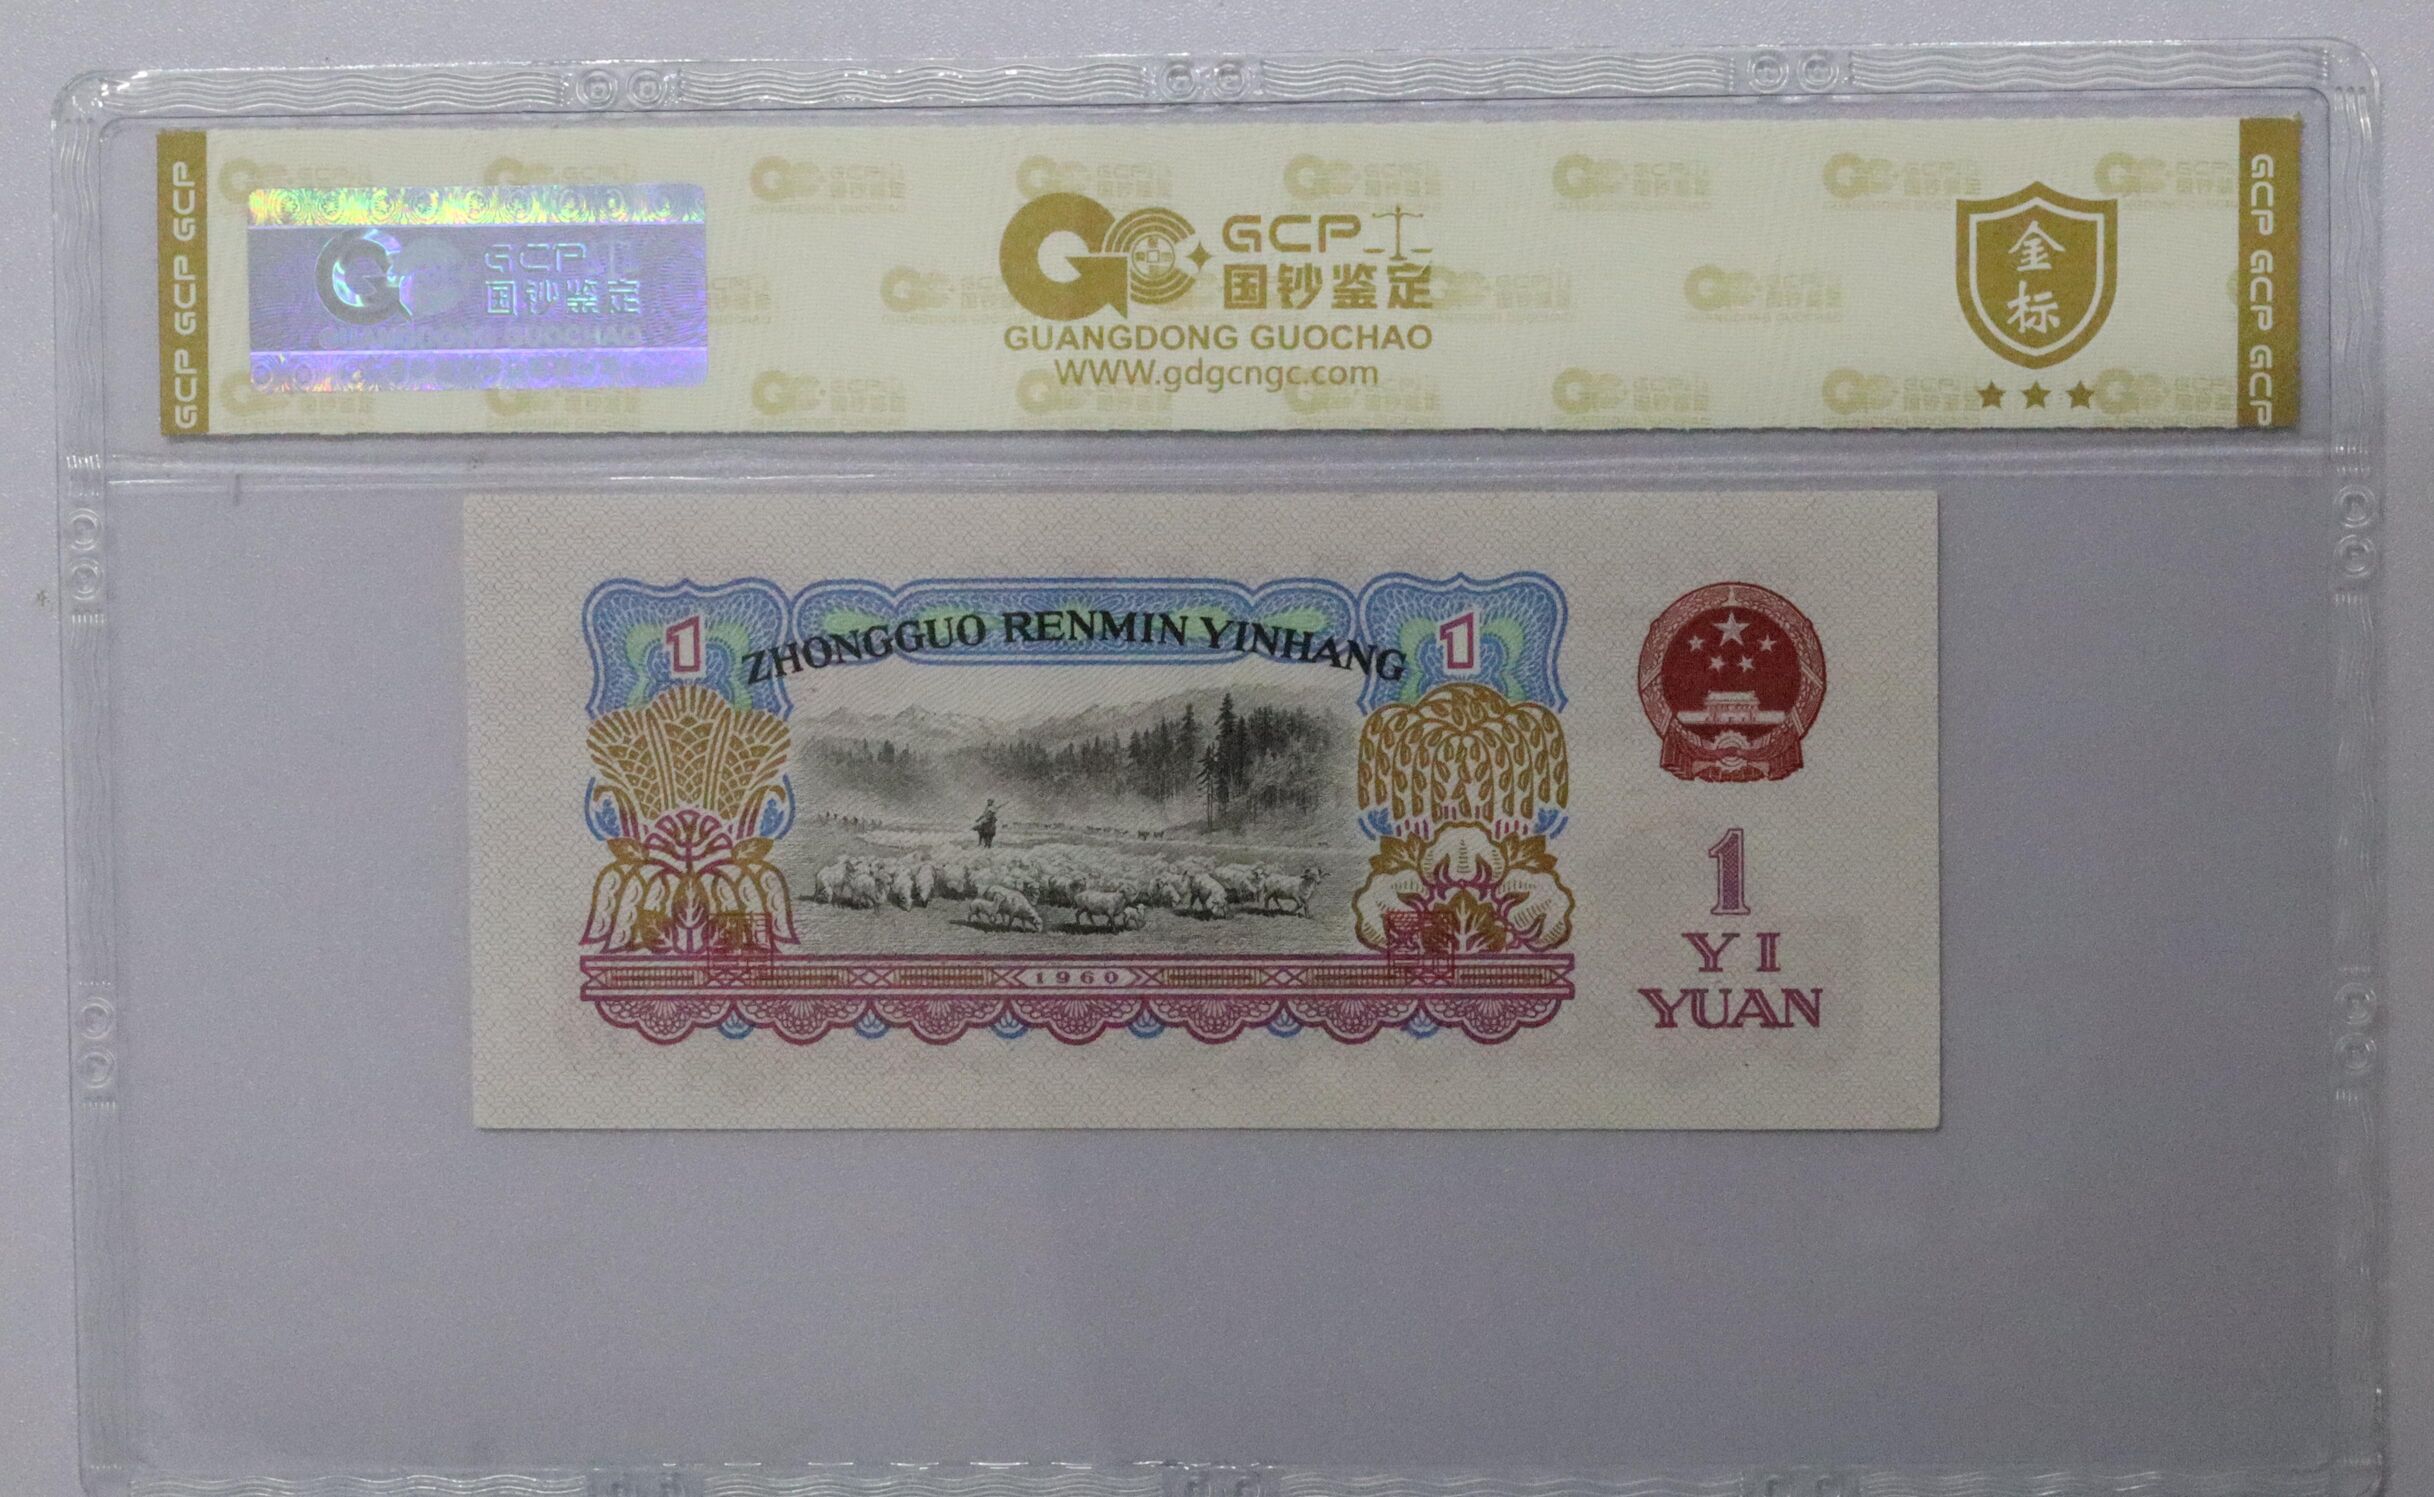 GCP GCP GCP
GCP
国钞鉴定
GUANGDONG GUOCHAO
GCP
国钞鉴定
GUANGDONG GUOCHAO
WWW.gdgcngc.com
金
标
GCP GCP GCP
1
ZHONGGUO RENMIN YINHANG
1
1960
1
YI
YUAN